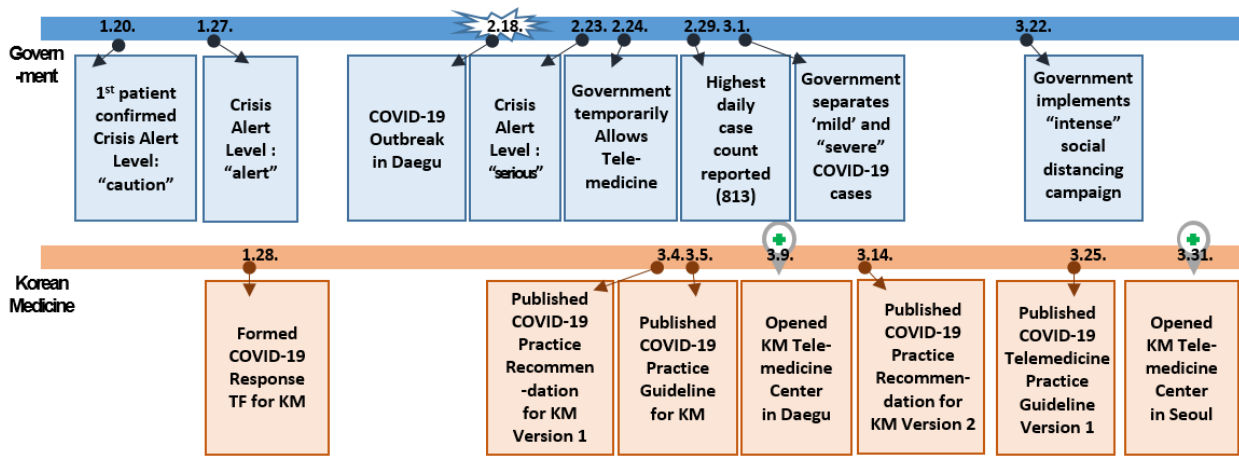 1.20.
1.27.
2.18.
2.23.
2.24.
2.29.
3.1.
3.22.
Govern
-ment
1st patient
confirmed
Crisis Alert
Level:
“caution”
Crisis
Alert
Level :
“alert”
COVID-19
Outbreak
in Daegu
Crisis
Alert
Level :
“serious”
Government
temporarily
Allows
Tele-
medicine
Highest
daily
case
count
reported
(813)
Government
separates
‘mild’ and
“severe”
COVID-19
cases
Government
implements
“intense”
social
distancing
campaign
1.28.
3.4.
3.5.
3.9.
3.14.
3.25.
3.31.
Korean
Medicine
Formed
COVID-19
Response
TF for KM
Published
COVID-19
Practice
Recommen
-dation
for KM
Version 1
Published
COVID-19
Practice
Guideline
for KM
Opened
KM Tele-
medicine
Center
in Daegu
Published
COVID-19
Practice
Recommen-
dation for
KM Version 2
Published
COVID-19
Telemedicine
Practice
Guideline
Version 1
Opened
KM Tele-
medicine
Center
in Seoul